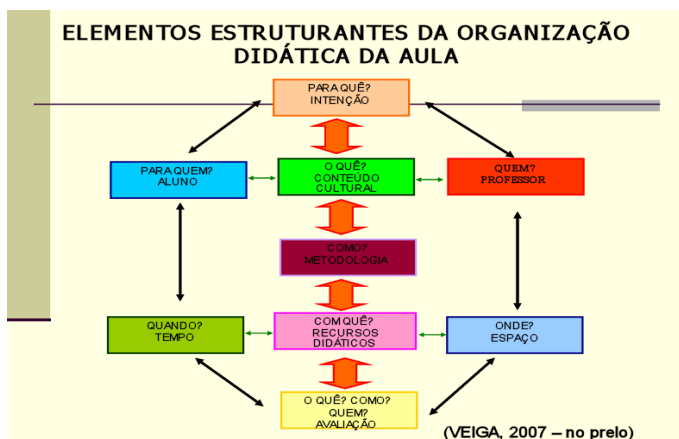 ELEMENTOS ESTRUTURANTES DA ORGANIZAÇÃO
DIDÁTICA DA AULA
PARA QUÊ?
INTENÇÃO
PARA QUEM?
ALUNO
O QUÊ?
CONTEÚDO
CULTURAL
QUEM?
PROFESSOR
COMO?
METODOLOGIA
QUANDO?
TEMPO
COM QUÊ?
RECURSOS
DIDÁTICOS
ONDE?
ESPAÇO
O QUÊ? COMO?
QUEM?
AVALIAÇÃO
(VEIGA, 2007 – no prelo)